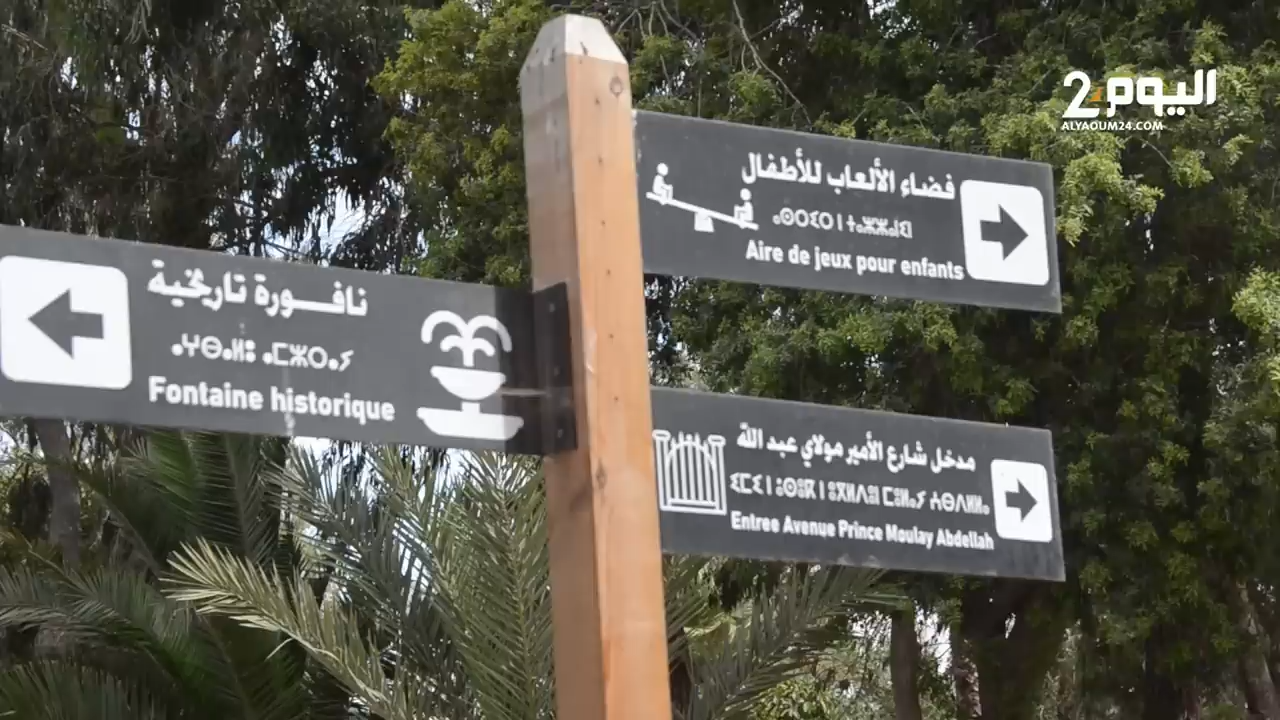 اليوم24
ALYAOUM24.COM
فضاء الألعاب للأطفال
Aire de jeux pour enfants
نافورة تاريخية
Fontaine historique
مدخل شارع الأمير مولاي عبد الله
Entree Avenue Prince Moulay Abdellah